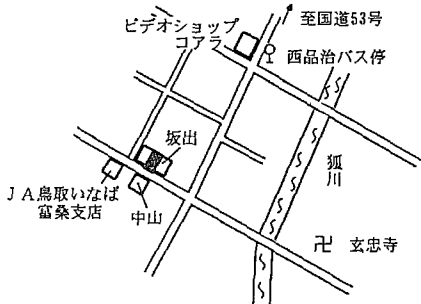 至国道53号
ビデオショップ
コアラ
西品治バス停
坂出
狐川
JA鳥取いなば
富桑支店
中山
玄忠寺